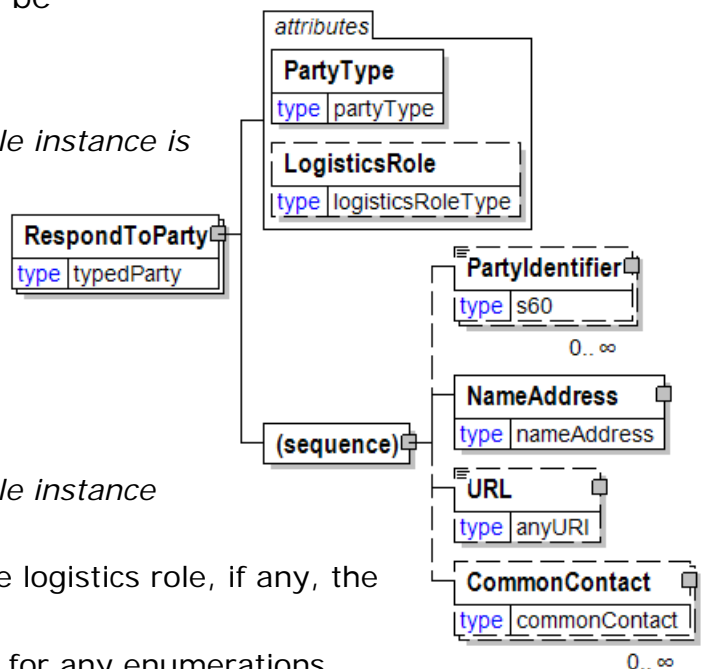 be
attributes
PartyType
type partyType
le instance is
LogisticsRole
type logisticsRoleType
RespondToParty
type typedParty
PartyIdentifier
type s60
0.. ∞
NameAddress
type nameAddress
(sequence)
URL
type anyURI
le instance
e logistics role, if any, the
CommonContact
type commonContact
for any enumerations
0.. ∞